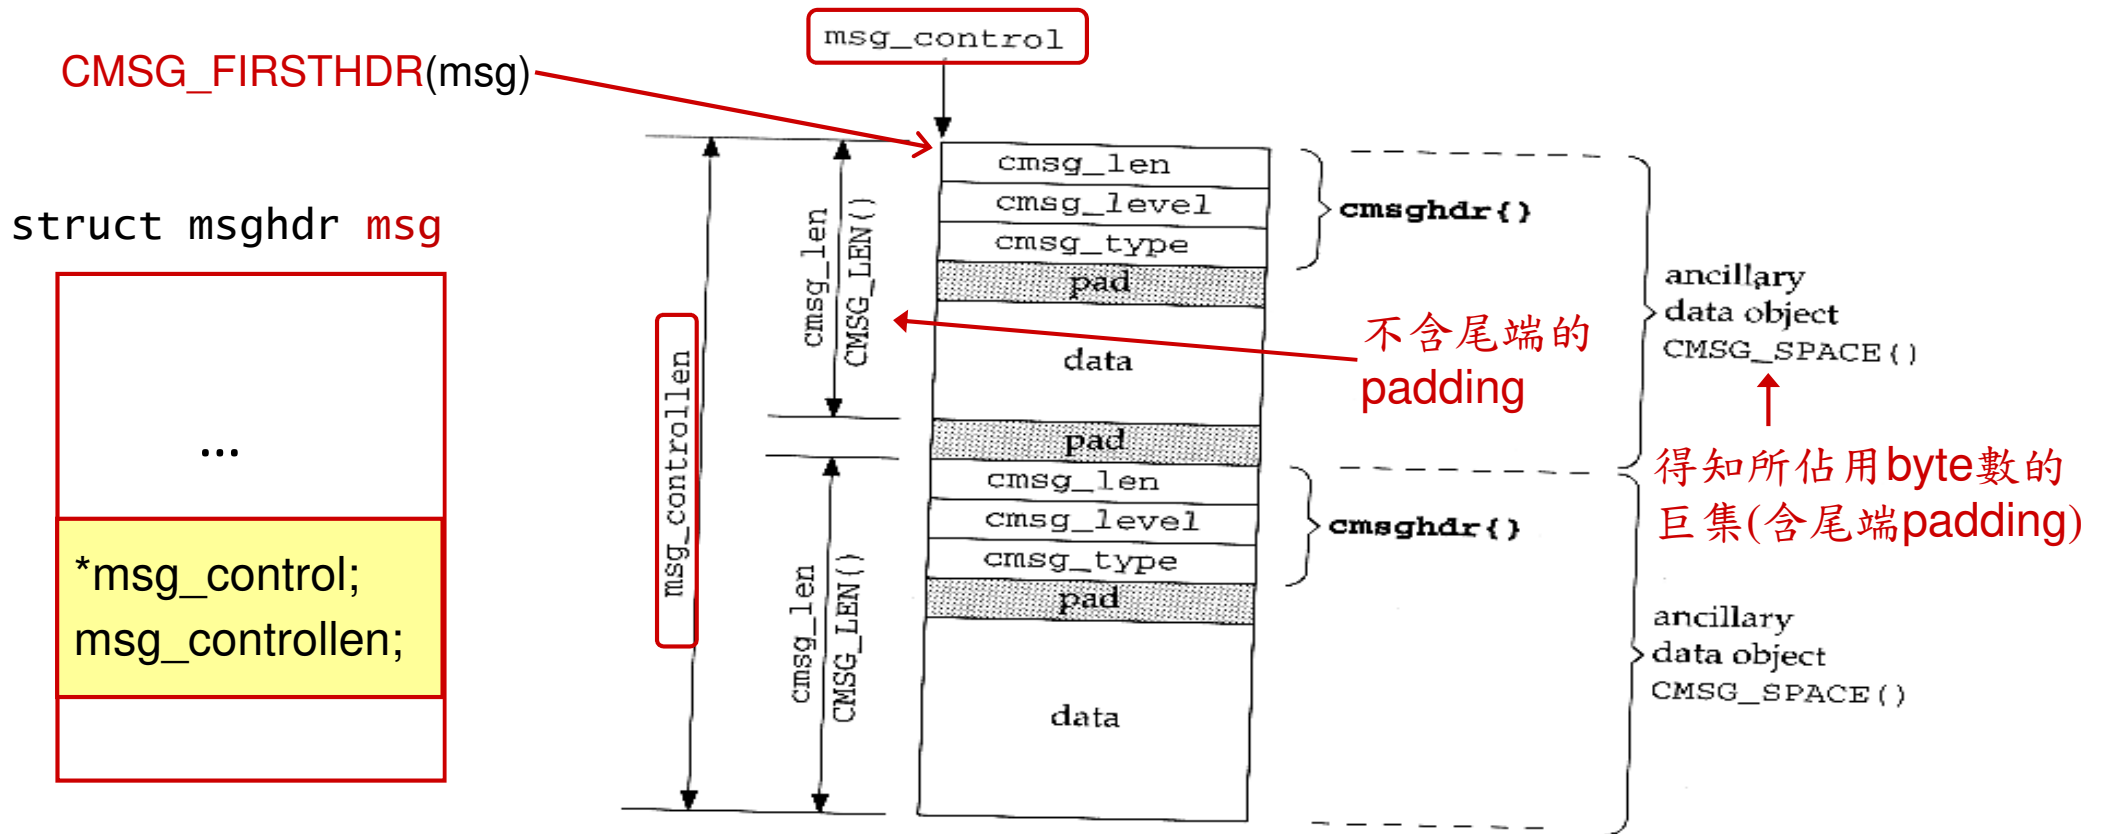 msg_control
CMSG_FIRSTHDR(msg)
struct msghdr msg
...
*msg_control;
msg_controllen;
msg_controllen
cmsg_len
CMSG_LEN()
cmsg_len
CMSG_LEN()
cmsg_len
cmsg_level
cmsg_type
pad
data
pad
cmsg_len
cmsg_level
cmsg_type
pad
data
cmsghdr{}
cmsghdr{}
不含尾端的
padding
ancillary
data object
CMSG_SPACE()
得知所佔用byte數的
巨集(含尾端padding)
ancillary
data object
CMSG_SPACE()